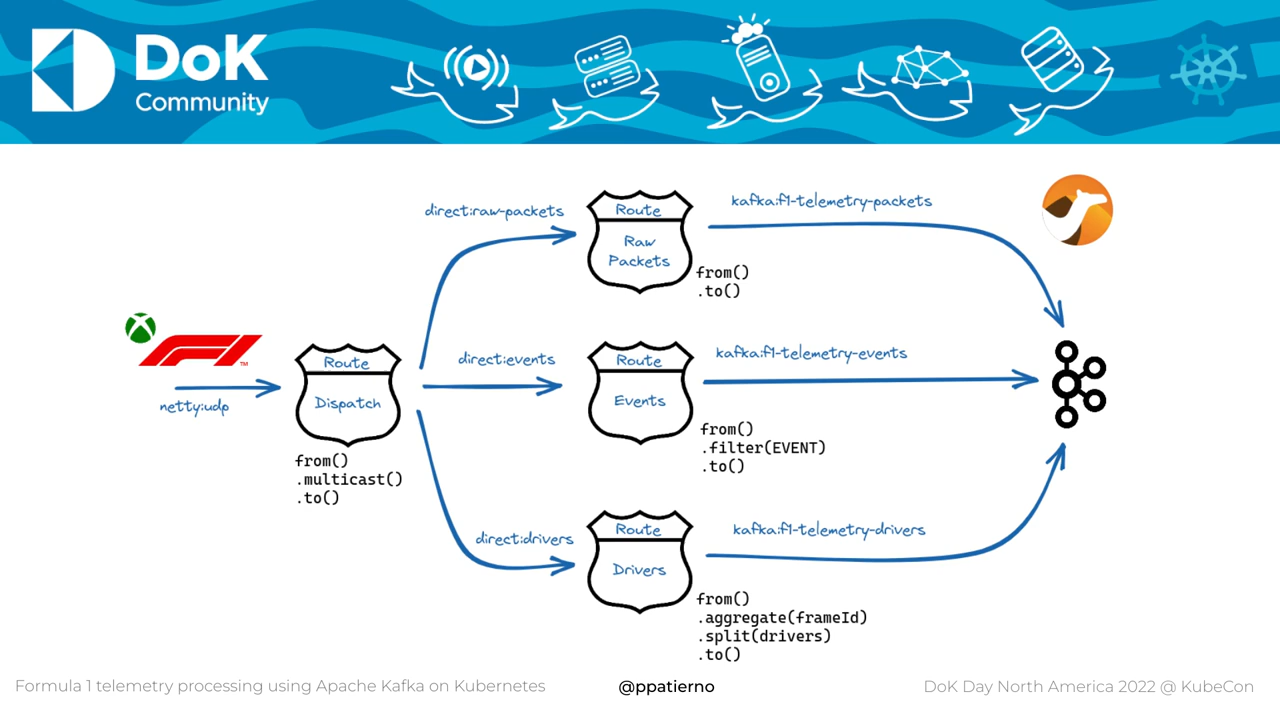 DoK
Community
direct:raw-packets
Route
Raw
Packets
kafka:f1-telemetry-packets
from()
.to()
F1
TM
netty:udp
Route
Dispatch
from()
.multicast()
.to()
direct:events
Route
Events
kafka:f1-telemetry-events
from()
.filter(EVENT)
.to()
direct:drivers
Route
Drivers
kafka:f1-telemetry-drivers
from()
.aggregate(frameId)
.split(drivers)
.to()
Formula 1 telemetry processing using Apache Kafka on Kubernetes
@ppatierno
DoK Day North America 2022 @ KubeCon